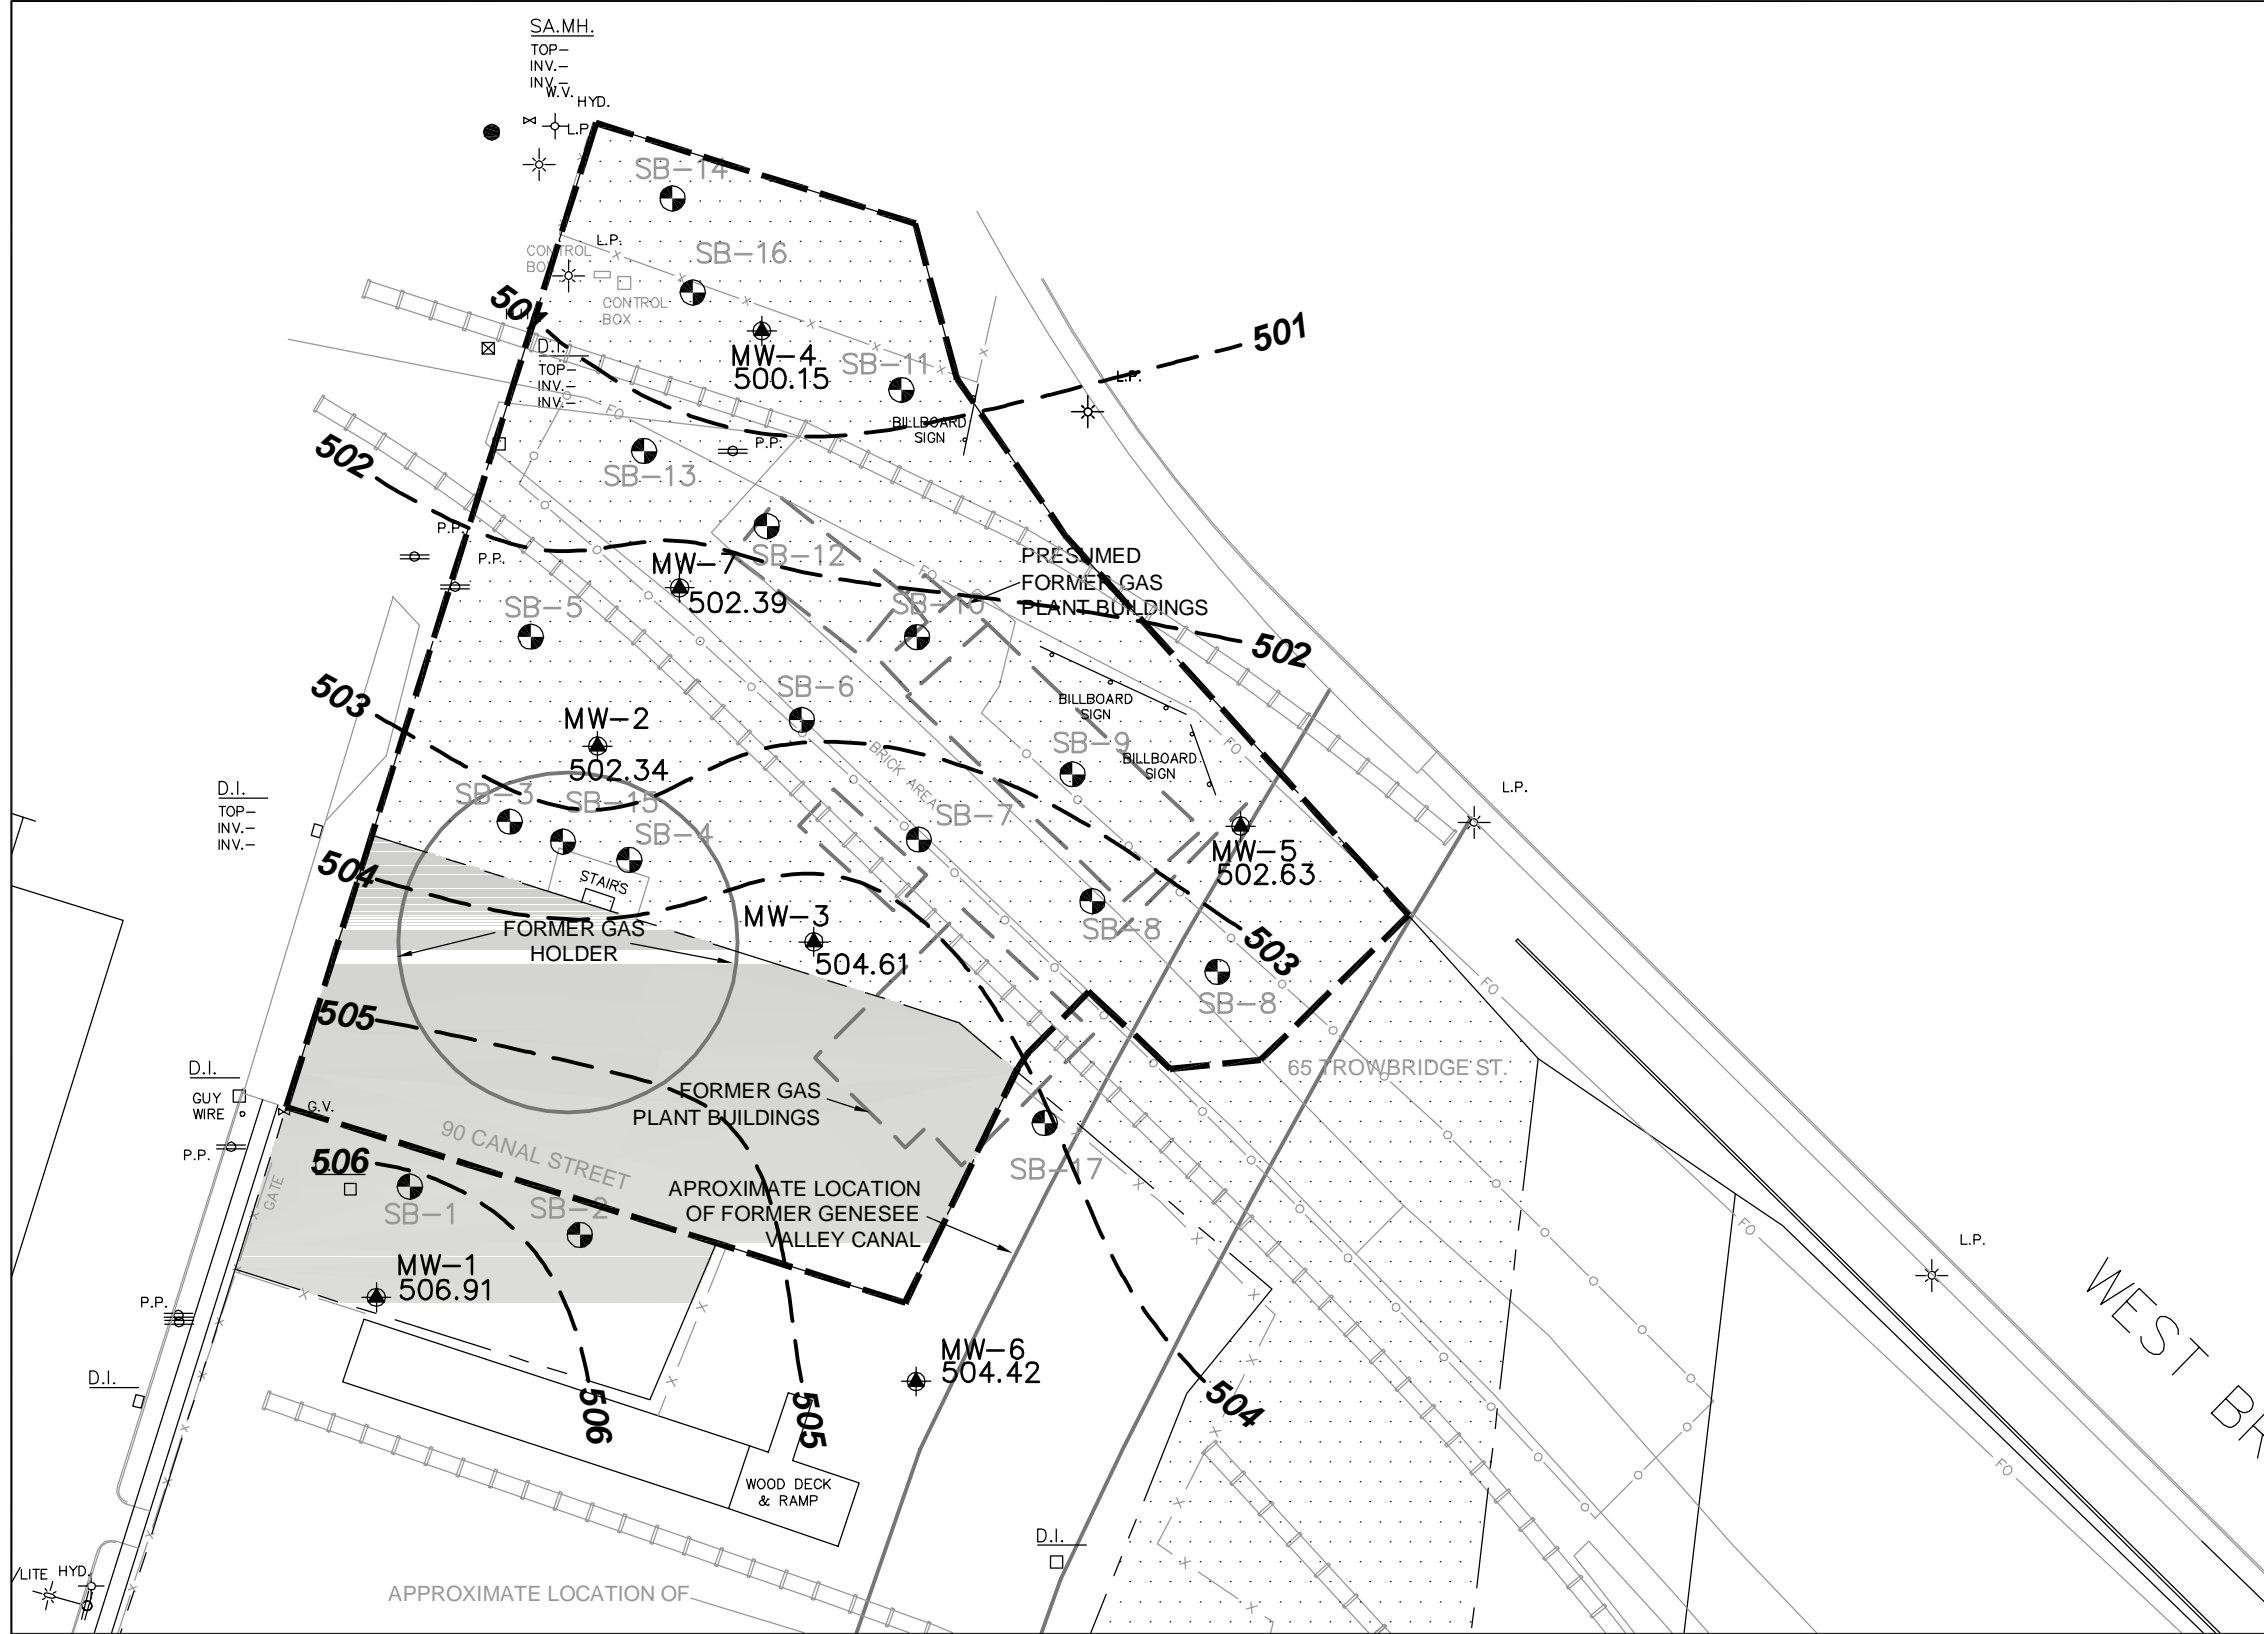 SA.MH.
TOP-
INV.-
INV.-
W.V.
HYD.
L.P.
SB-14
L.P.
SB-16
CONTROL
BOX
CONTROL
BOX
501
501
D.I.
TOP-
INV.-
INV.-
MW-4
500.15
SB-11
L.P.
FO
BILLBOARD
SIGN
P.P.
502
SB-13
P.P.
P.P.
SB-12
MW-7
502.39
SB-5
FO
SB-10
PRESUMED
FORMER GAS
PLANT BUILDINGS
502
503
SB-6
MW-2
502.34
BILLBOARD
SIGN
SB-9
BILLBOARD
SIGN
FO
BRICK AREA
L.P.
D.I.
TOP-
INV.-
INV.-
SB-3
SB-15
SB-4
SB-7
MW-5
502.63
504
STAIRS
MW-3
504.61
FORMER GAS
HOLDER
SB-8
503
SB-8
FO
505
65 TROWBRIDGE ST.
D.I.
GUY
WIRE
G.V.
FORMER GAS
PLANT BUILDINGS
90 CANAL STREET
P.P.
506
GATE
SB-1
SB-2
SB-17
APROXIMATE LOCATION
OF FORMER GENESEE
VALLEY CANAL
FO
L.P.
MW-1
506.91
P.P.
WEST BR
MW-6
504.42
D.I.
506
505
504
FO
WOOD DECK
& RAMP
D.I.
/LITE
HYD.
APPROXIMATE LOCATION OF